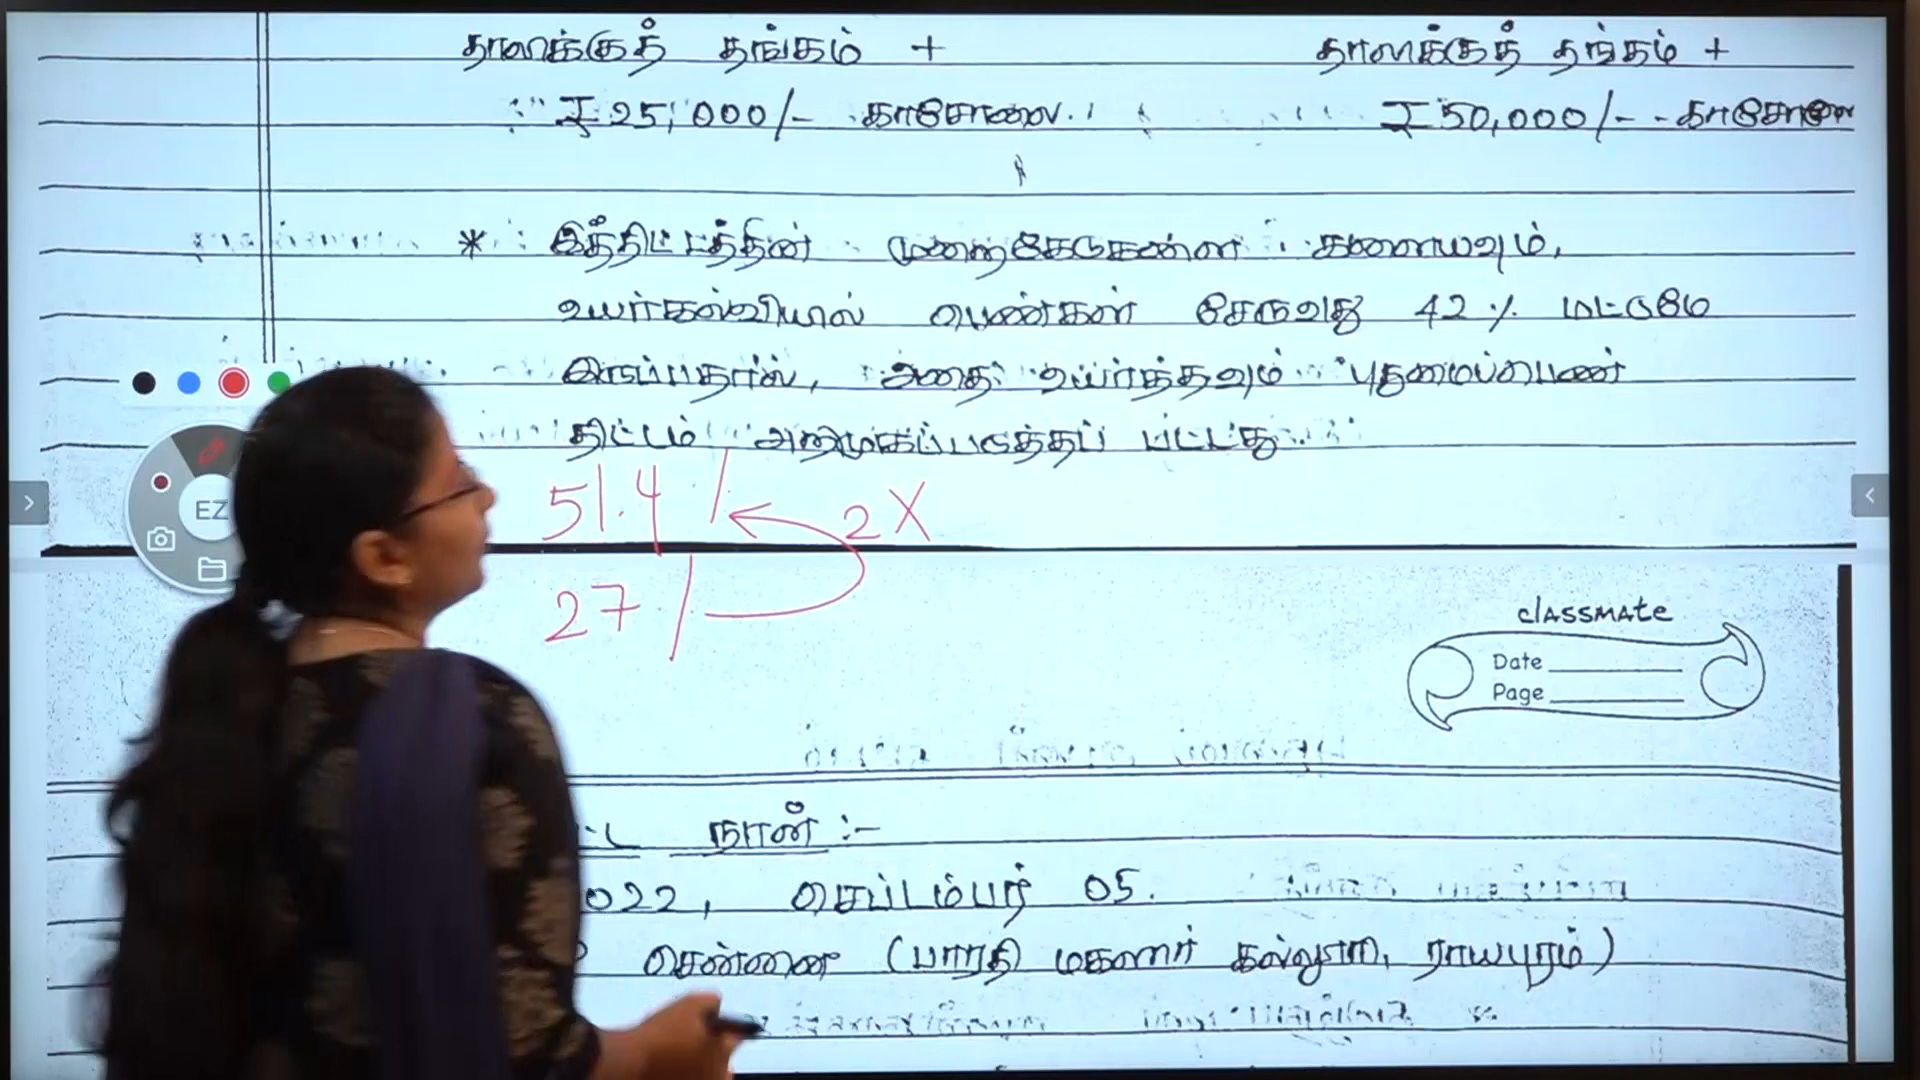 தாலிக்குத் தங்கம் +
₹ 25,000/- காசோலை.
தாலிக்குத் தங்கம் +
₹ 50,000/- காசோலை
* இத்திட்டத்தின் முறைகேடுகளை களையவும்,
உயர்கல்வியில் பெண்கள் சேருவது 42 % மட்டுமே
இருப்பதால், அதை உயர்த்தவும் புதுமைப்பெண்
திட்டம் அறிமுகப்படுத்தப் பட்டது.
51.4 %
2X
27 %
EZ
classmate
Date
Page
நாள் :-
022, செப்டம்பர் 05.
சென்னை (பாரதி மகளிர் கல்லூரி, ராயபுரம்)